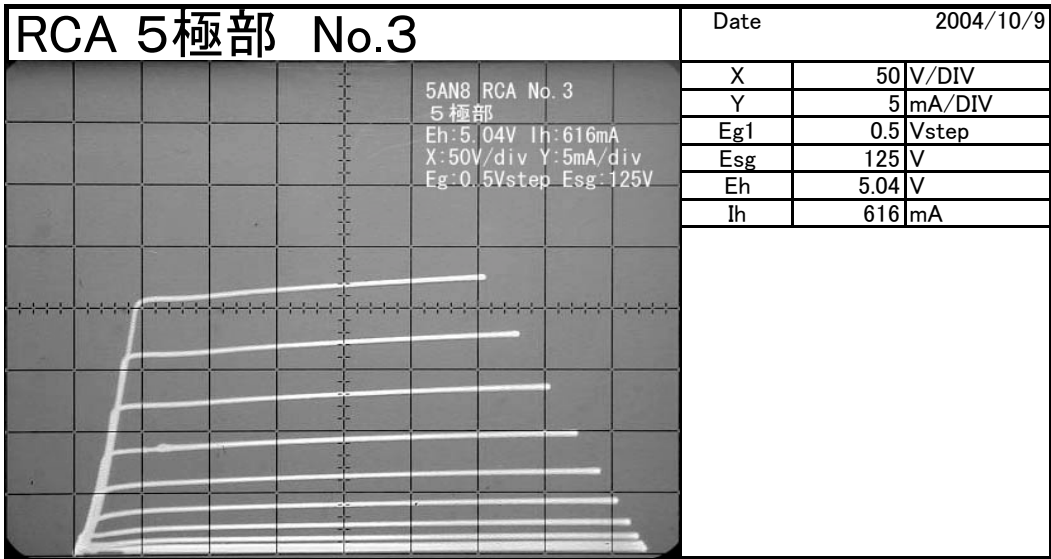 RCA 5極部 No.3
Date 2004/10/9
X 50 V/DIV
Y 5 mA/DIV
Eg1 0.5 Vstep
Esg 125 V
Eh 5.04 V
Ih 616 mA
5AN8 RCA No.3
5極部
Eh:5.04V Ih:616mA
X:50V/div Y:5mA/div
Eg:0.5Vstep Esg:125V